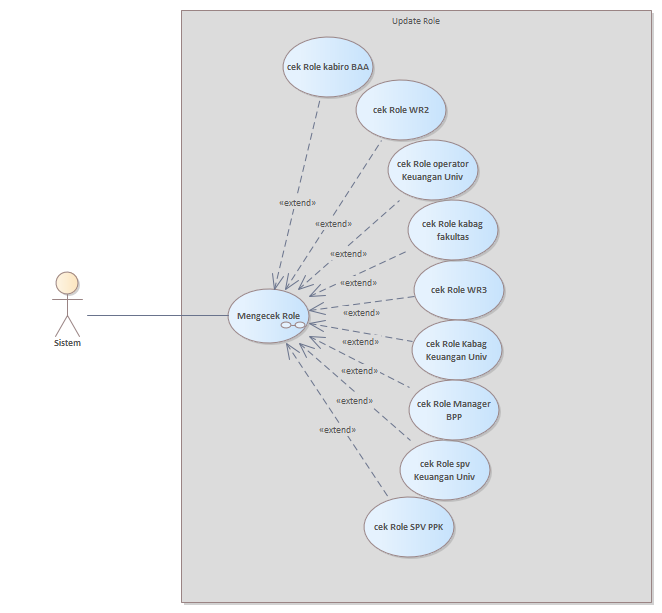 Update Role
cek Role kabiro BAA
cek Role WR2
cek Role operator
Keuangan Univ
«extend»
cek Role kabag
fakultas
«extend»
«extend»
«extend»
cek Role WR3
Mengecek Role
«extend»
Sistem
«extend»
cek Role Kabag
Keuangan Univ
«extend»
«extend»
cek Role Manager
BPP
«extend»
cek Role spv
Keuangan Univ
cek Role SPV PPK